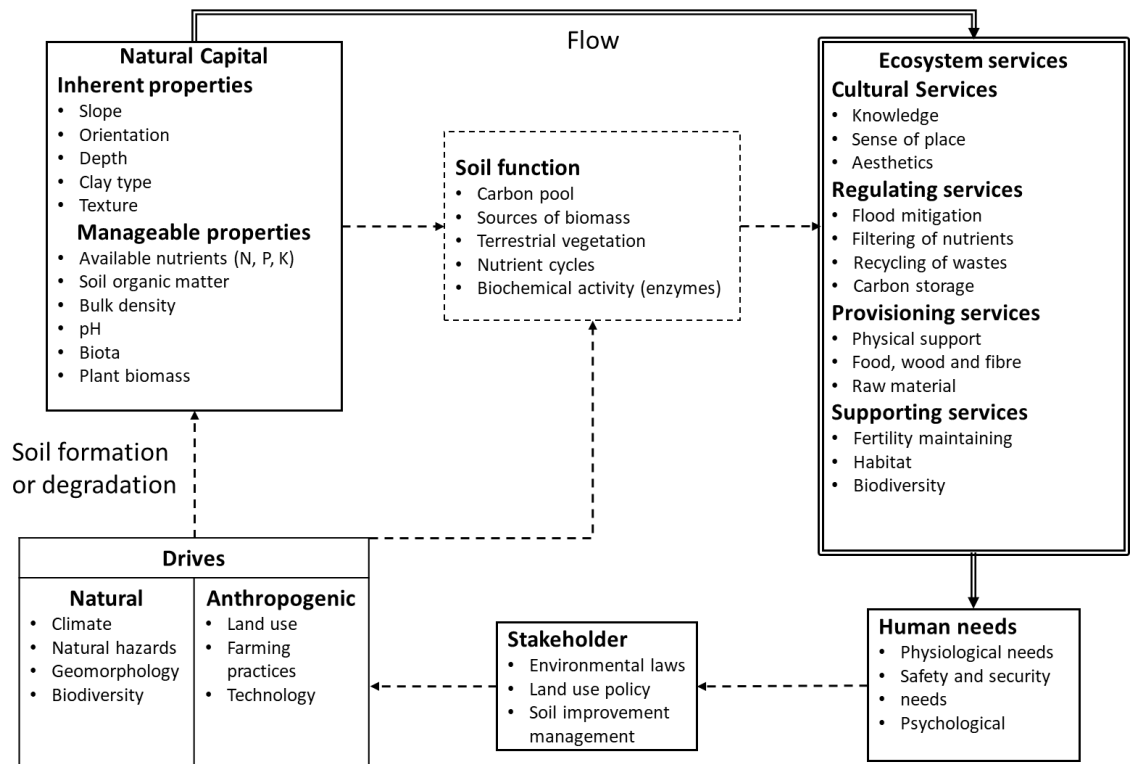 Flow
Natural Capital
Inherent properties
• Slope
• Orientation
• Depth
• Clay type
• Texture
Manageable properties
• Available nutrients (N, P, K)
• Soil organic matter
• Bulk density
• pH
• Biota
• Plant biomass
Soil function
• Carbon pool
• Sources of biomass
• Terrestrial vegetation
• Nutrient cycles
• Biochemical activity (enzymes)
Ecosystem services
Cultural Services
• Knowledge
• Sense of place
• Aesthetics
Regulating services
• Flood mitigation
• Filtering of nutrients
• Recycling of wastes
• Carbon storage
Provisioning services
• Physical support
• Food, wood and fibre
• Raw material
Supporting services
• Fertility maintaining
• Habitat
• Biodiversity
Soil formation
or degradation
Drives
Natural
• Climate
• Natural hazards
• Geomorphology
• Biodiversity
Anthropogenic
• Land use
• Farming
practices
• Technology
Stakeholder
• Environmental laws
• Land use policy
• Soil improvement
management
Human needs
• Physiological needs
• Safety and security
• needs
• Psychological